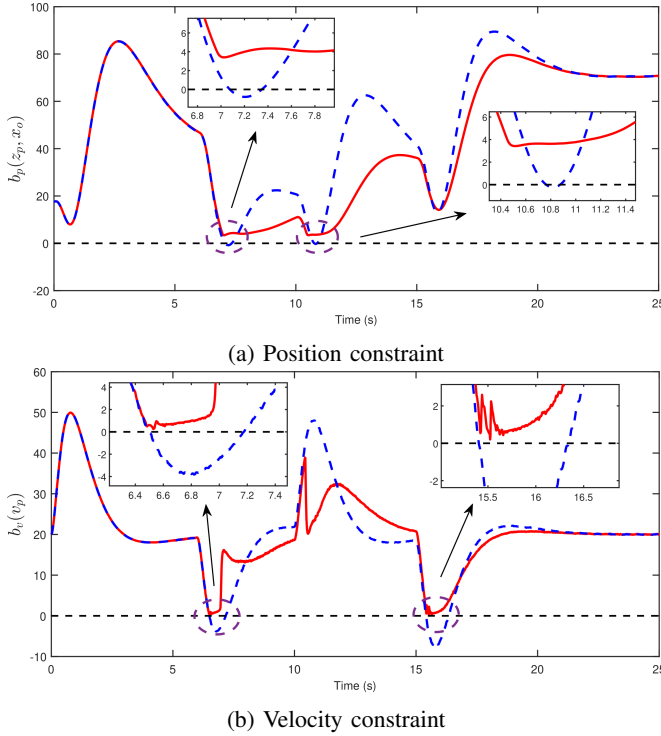 100
80
60
40
20
0
-20
b_p(z_p, x_o)
6
4
2
0
6.8 7 7.2 7.4 7.6 7.8
6
4
2
0
10.4 10.6 10.8 11 11.2 11.4
0 5 10 15 20 25
Time (s)
(a) Position constraint
60
50
40
30
20
10
0
-10
b_v(v_p)
4
2
0
-2
-4
6.4 6.6 6.8 7 7.2 7.4
2
0
-2
15.5 16 16.5
0 5 10 15 20 25
Time (s)
(b) Velocity constraint